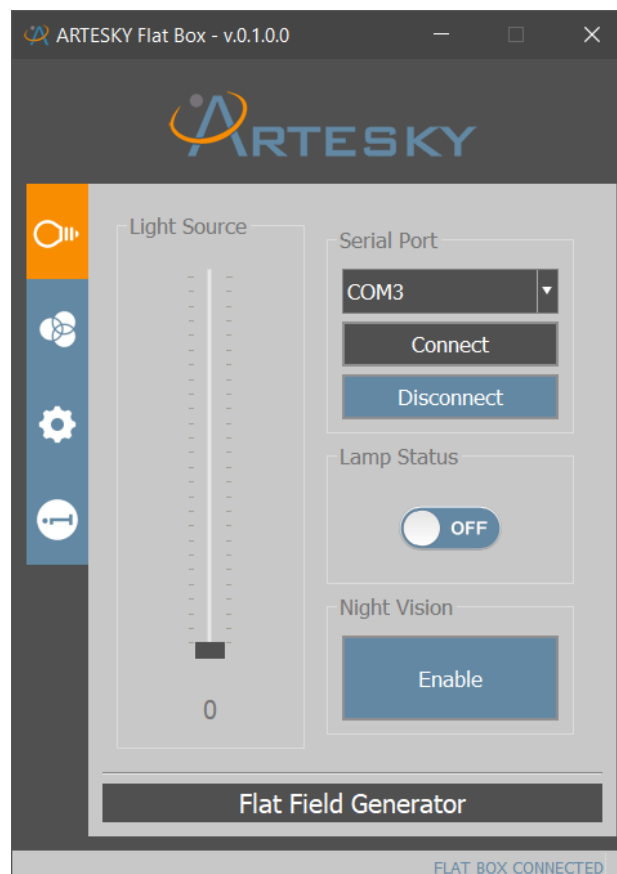 ARTESKY Flat Box - v.0.1.0.0
ARTESKY
Light Source
0
Serial Port
COM3
Connect
Disconnect
Lamp Status
OFF
Night Vision
Enable
Flat Field Generator
FLAT BOX CONNECTED